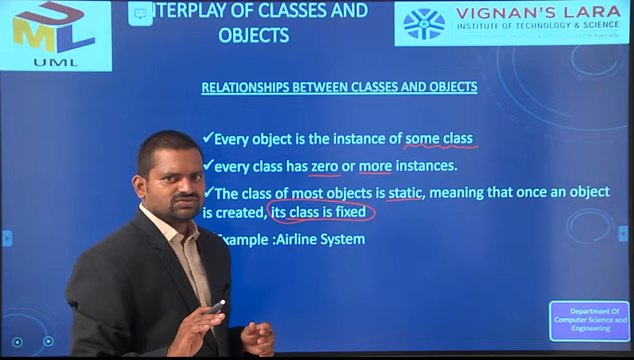 UML
UML
NTERPLAY OF CLASSES AND
OBJECTS
VIGNAN'S LARA
INSTITUTE OF TECHNOLOGY & SCIENCE
RELATIONSHIPS BETWEEN CLASSES AND OBJECTS
✓Every object is the instance of some class
✓every class has zero or more instances.
✓The class of most objects is static, meaning that once an object
is created, its class is fixed
Example :Airline System
Department Of
Computer Science and
Engineering